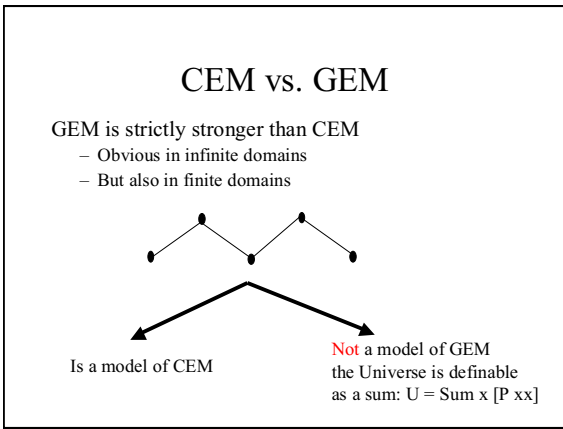 CEM vs. GEM
GEM is strictly stronger than CEM
– Obvious in infinite domains
– But also in finite domains
Is a model of CEM
Not a model of GEM
the Universe is definable
as a sum: U = Sum x [P xx]